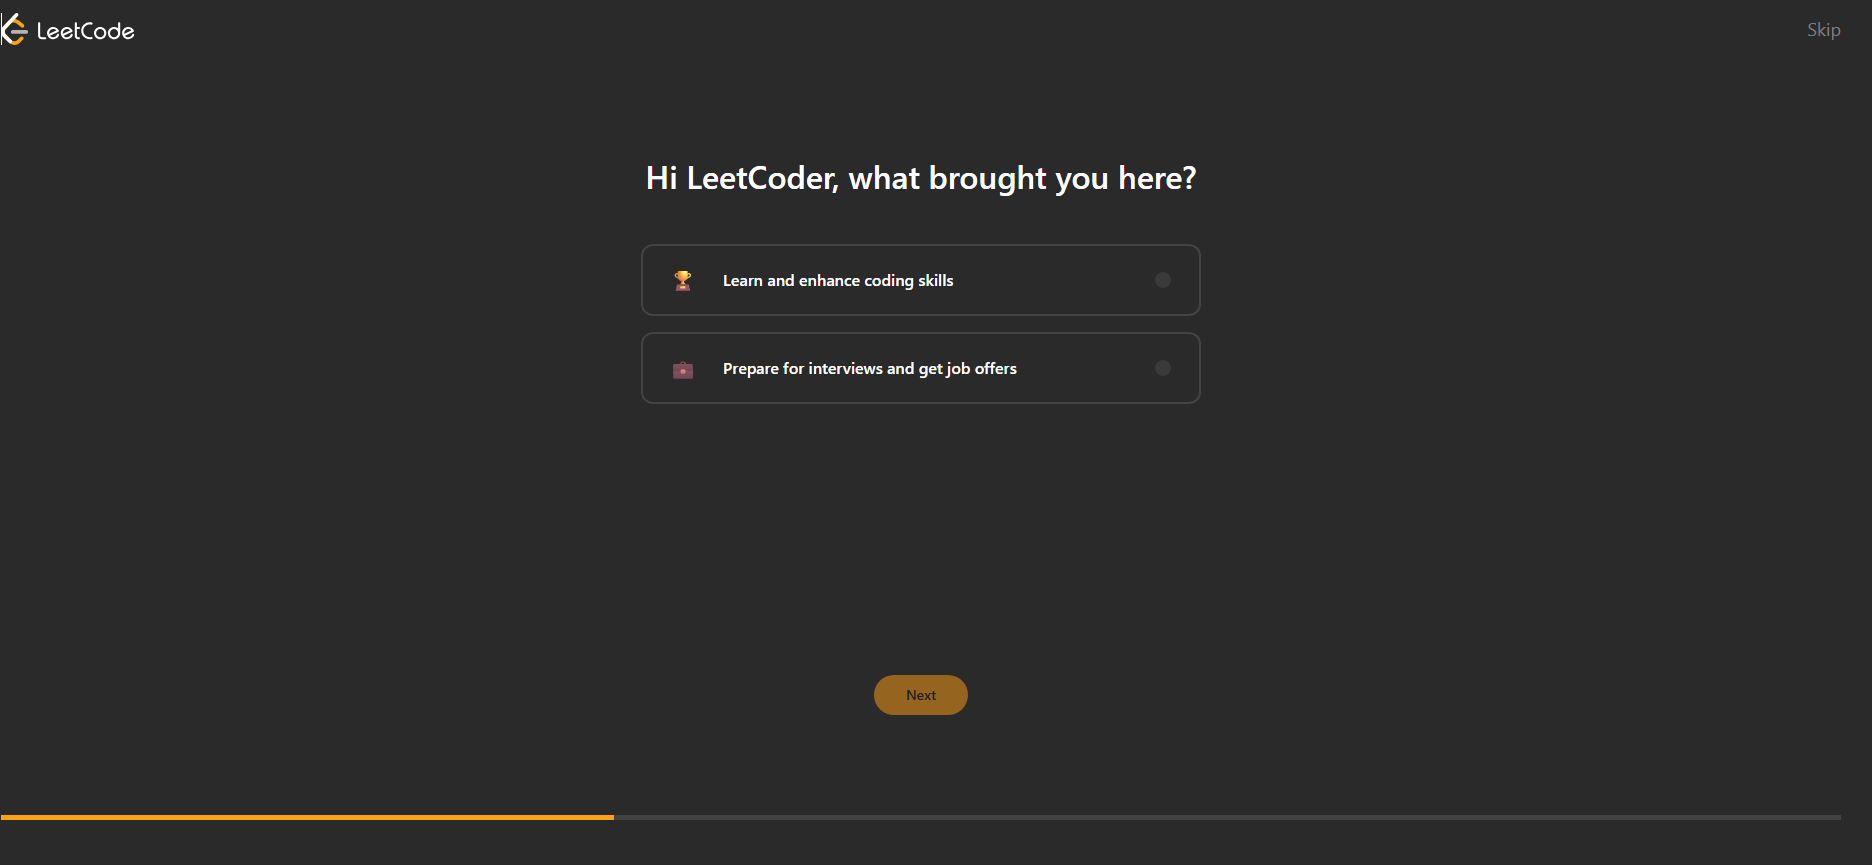 LeetCode
Skip
Hi LeetCoder, what brought you here?
Learn and enhance coding skills
Prepare for interviews and get job offers
Next